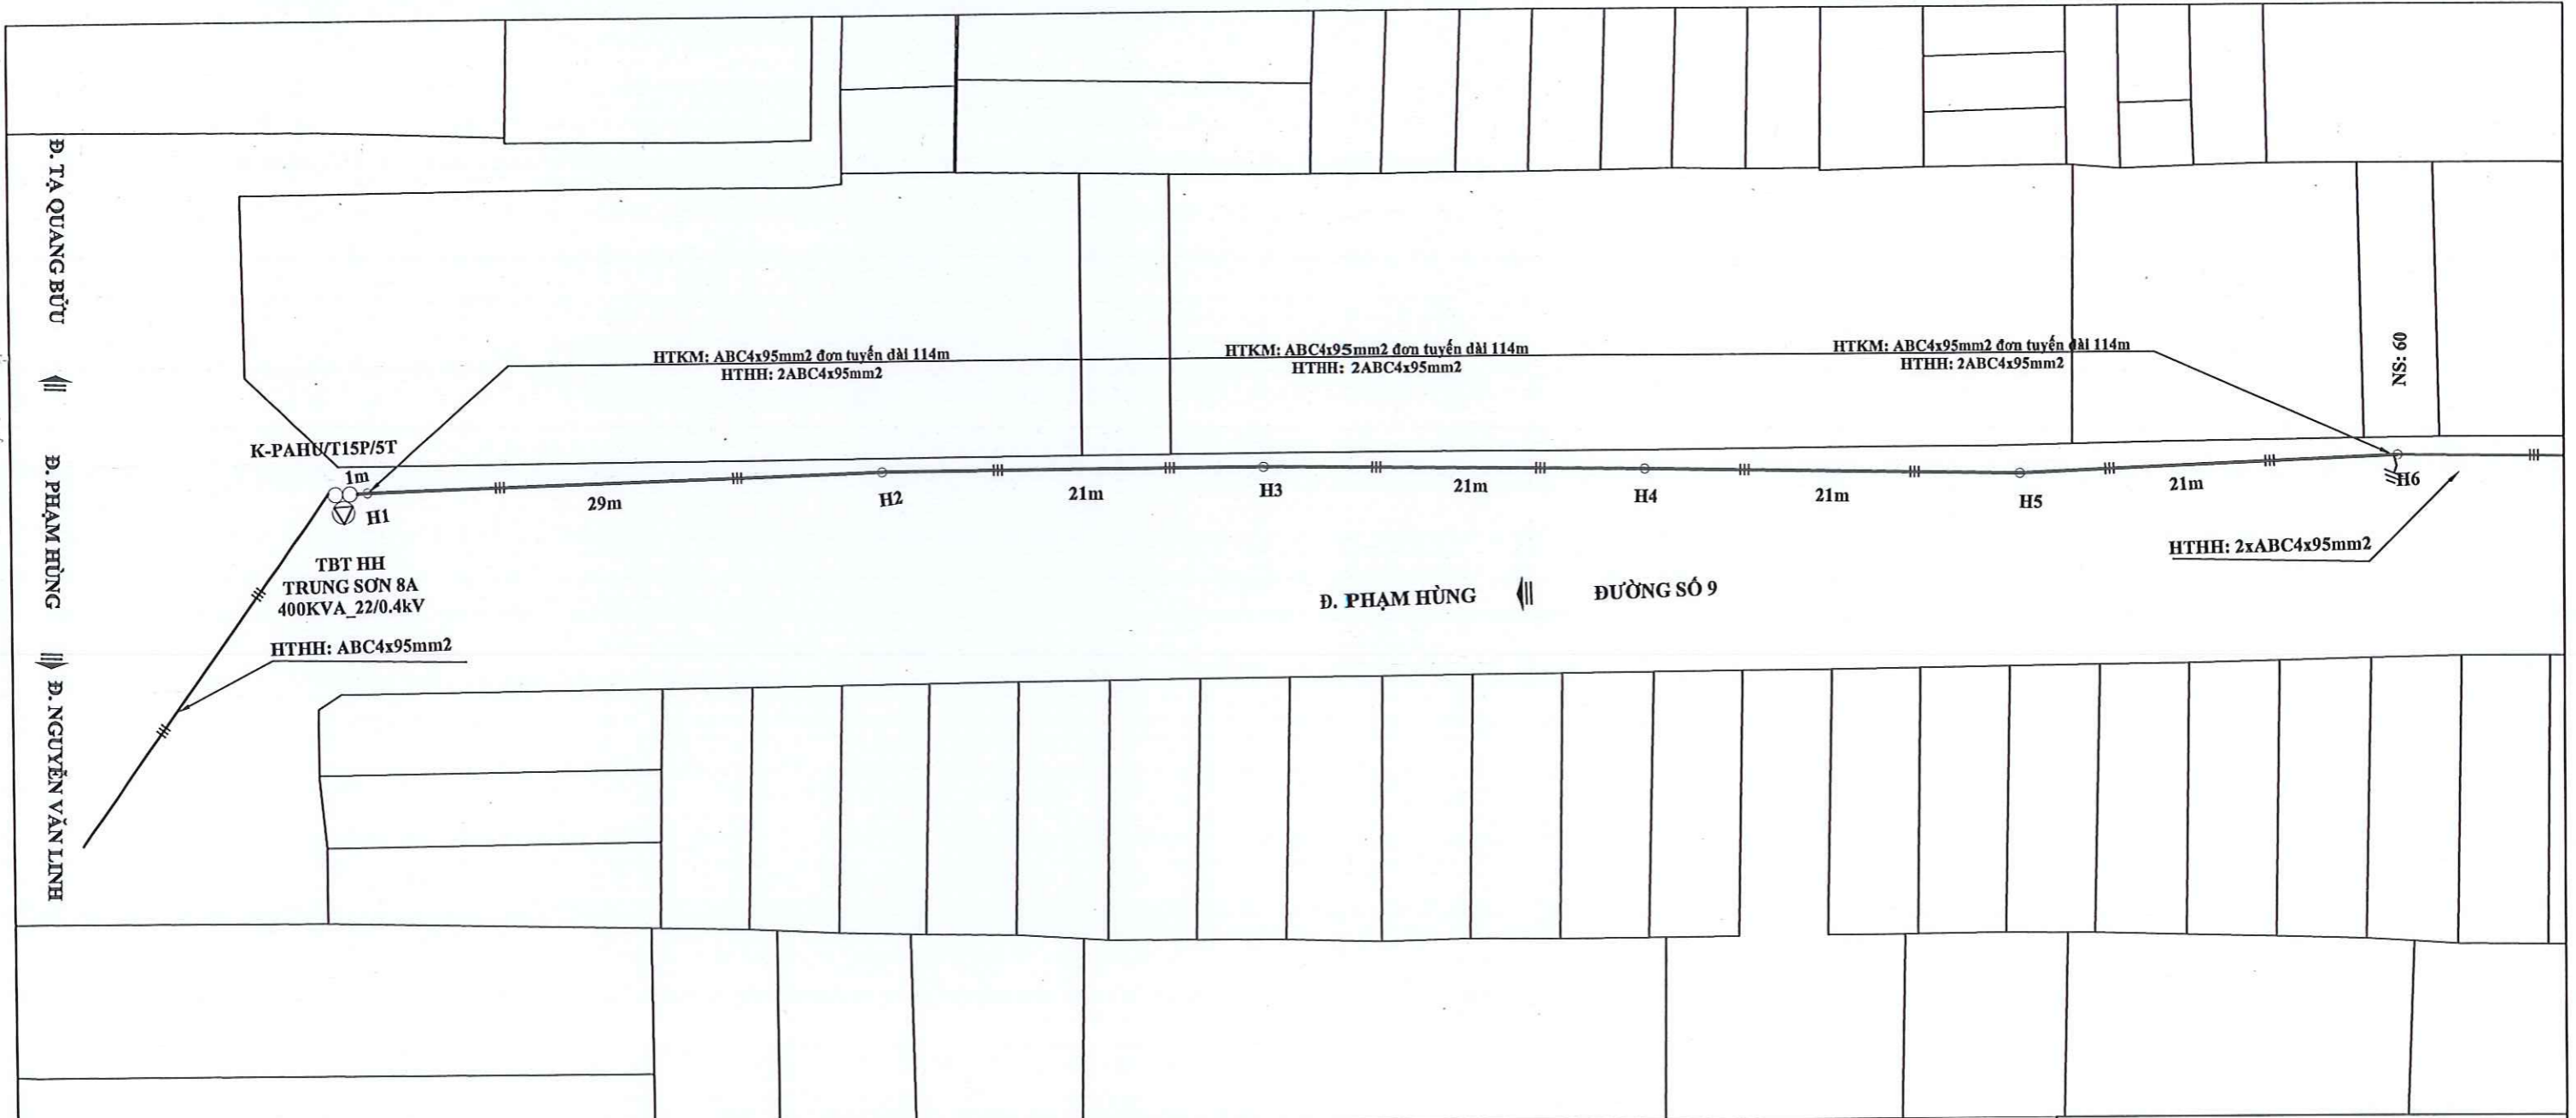 Đ. TẠ QUANG BỬU
Đ. PHẠM HÙNG
Đ. NGUYỄN VĂN LINH
HTKM: ABC4x95mm2 đơn tuyến dài 114m
HTHH: 2ABC4x95mm2
HTKM: ABC4x95mm2 đơn tuyến dài 114m
HTHH: 2ABC4x95mm2
HTKM: ABC4x95mm2 đơn tuyến dài 114m
HTHH: 2ABC4x95mm2
NS: 60
K-PAHU/T15P/5T
1m
H1
29m
H2
21m
H3
21m
H4
21m
H5
21m
H6
HTHH: 2xABC4x95mm2
TBT HH
TRUNG SƠN 8A
400KVA_22/0.4kV
HTHH: ABC4x95mm2
Đ. PHẠM HÙNG
ĐƯỜNG SỐ 9